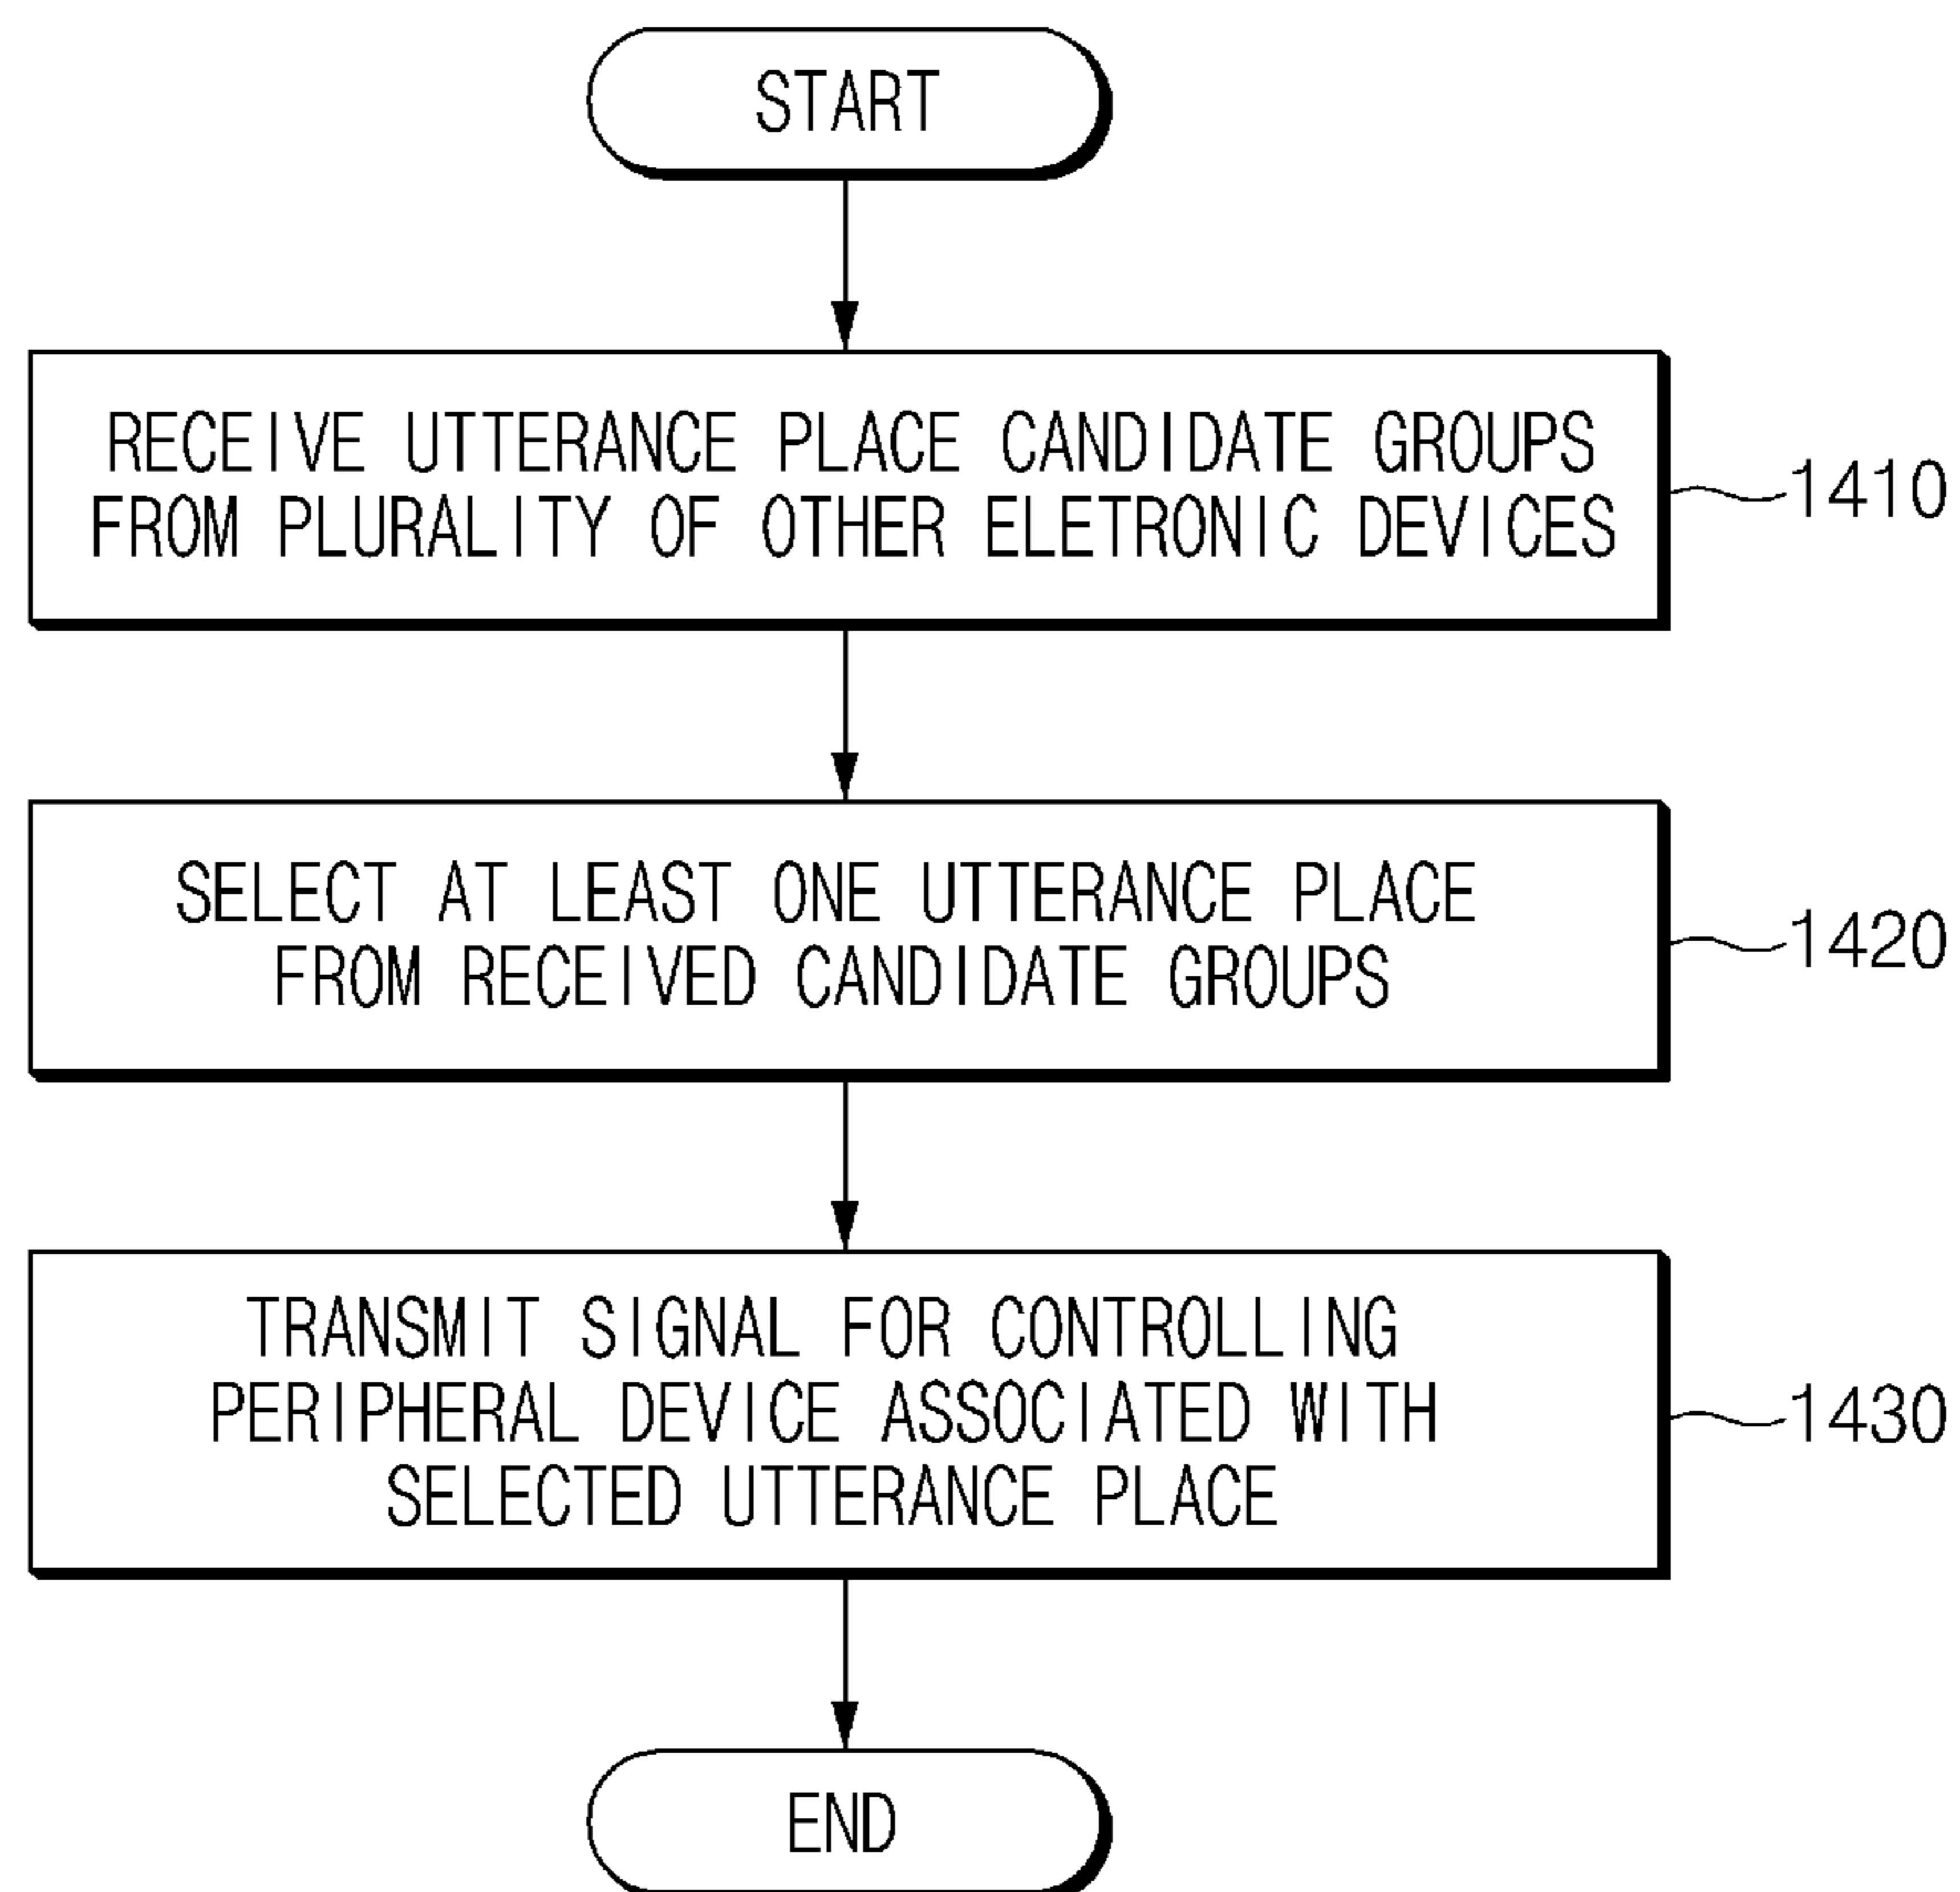 START
RECEIVE UTTERANCE PLACE CANDIDATE GROUPS
FROM PLURALITY OF OTHER ELETRONIC DEVICES
1410
SELECT AT LEAST ONE UTTERANCE PLACE
FROM RECEIVED CANDIDATE GROUPS
1420
TRANSMIT SIGNAL FOR CONTROLLING
PERIPHERAL DEVICE ASSOCIATED WITH
SELECTED UTTERANCE PLACE
1430
END